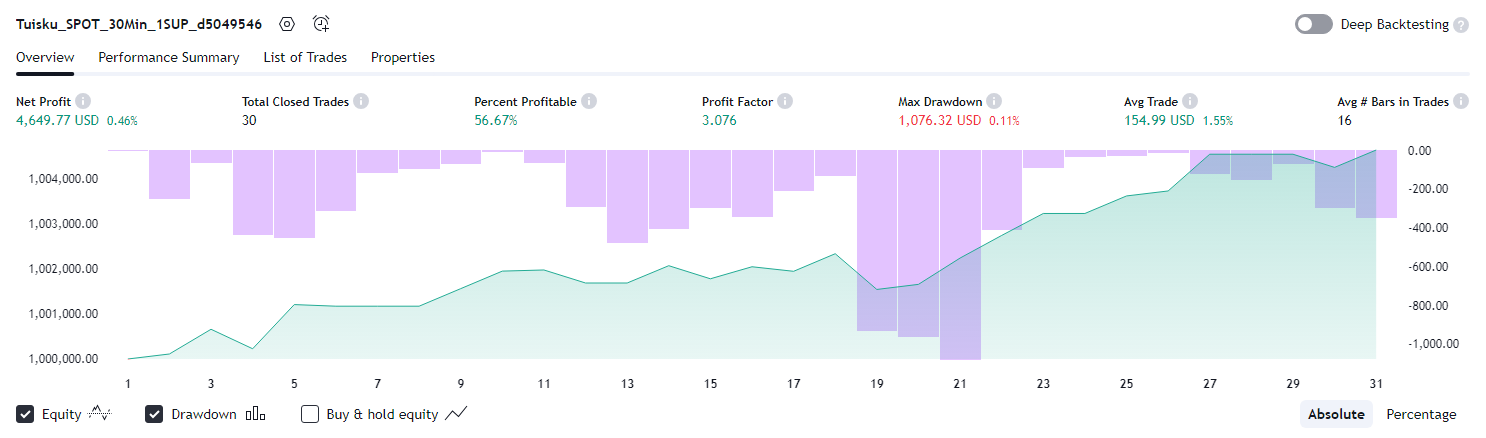 Tuisku_SPOT_30Min_1SUP_d5049546
Deep Backtesting ?
Overview Performance Summary List of Trades Properties
Net Profit i Total Closed Trades i Percent Profitable i Profit Factor i Max Drawdown i Avg Trade i Avg # Bars in Trades i
4,649.77 USD 0.46% 30 56.67% 3.076 1,076.32 USD 0.11% 154.99 USD 1.55% 16
0.00
1,004,000.00 -200.00
1,003,000.00 -400.00
1,002,000.00 -600.00
1,001,000.00 -800.00
1,000,000.00 -1,000.00
1 3 5 7 9 11 13 15 17 19 21 23 25 27 29 31
Equity Drawdown Buy & hold equity Absolute Percentage